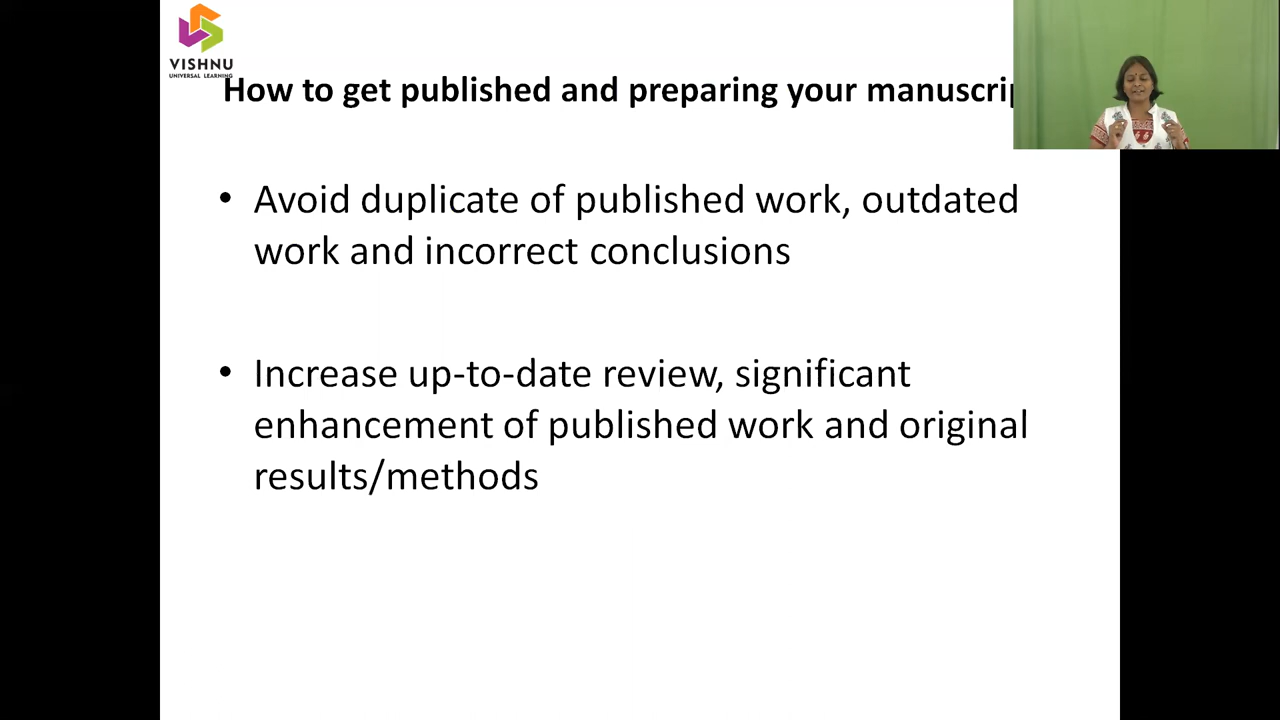 VISHNU
UNIVERSAL LEARNING
How to get published and preparing your
• Avoid duplicate of published work, outdated
work and incorrect conclusions
• Increase up-to-date review, significant
enhancement of published work and original
results/methods